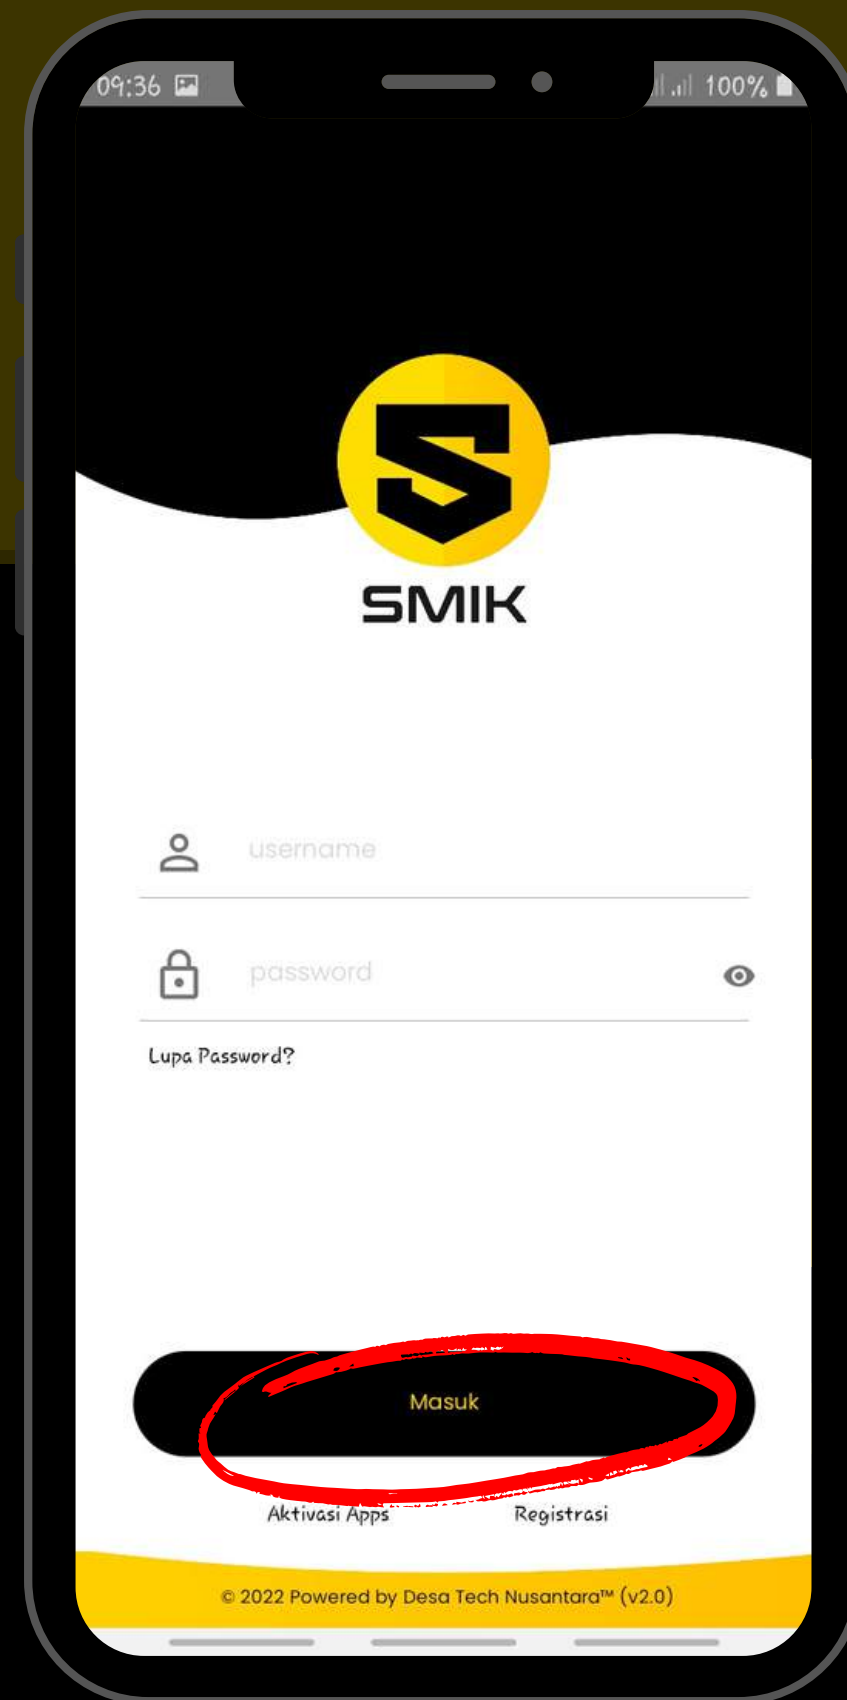 09:36 100%
SMIK
username
password
Lupa Password?
Masuk
Aktivasi Apps Registrasi
© 2022 Powered by Desa Tech Nusantara™ (v2.0)